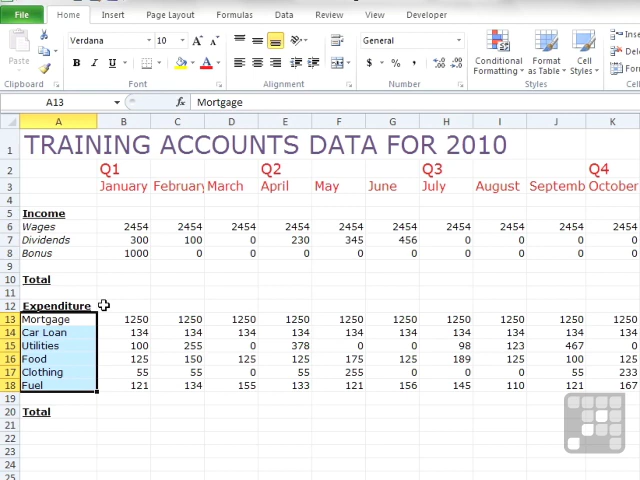 File Home Insert Page Layout Formulas Data Review View Developer
Paste Verdana 10 A A General Conditional Formatting Format as Table Cell Styles
B I U $ % ,
Clipboard Font Alignment Number Styles
A13 fx Mortgage
A B C D E F G H I J K
1 TRAINING ACCOUNTS DATA FOR 2010
2 Q1 Q2 Q3 Q4
3 January February March April May June July August Septemb October
4
5 Income
6 Wages 2454 2454 2454 2454 2454 2454 2454 2454 2454 2454
7 Dividends 300 100 0 230 345 456 0 0 0 0
8 Bonus 1000 0 0 0 0 0 0 0 0 0
9
10 Total
11
12 Expenditure
13 Mortgage 1250 1250 1250 1250 1250 1250 1250 1250 1250 1250
14 Car Loan 134 134 134 134 134 134 134 134 134 134
15 Utilities 100 255 0 378 0 0 98 123 467 0
16 Food 125 150 125 125 175 125 189 125 100 125
17 Clothing 55 55 0 55 255 0 0 0 55 233
18 Fuel 121 134 155 133 121 156 145 110 121 167
19
20 Total
21
22
23
24
25